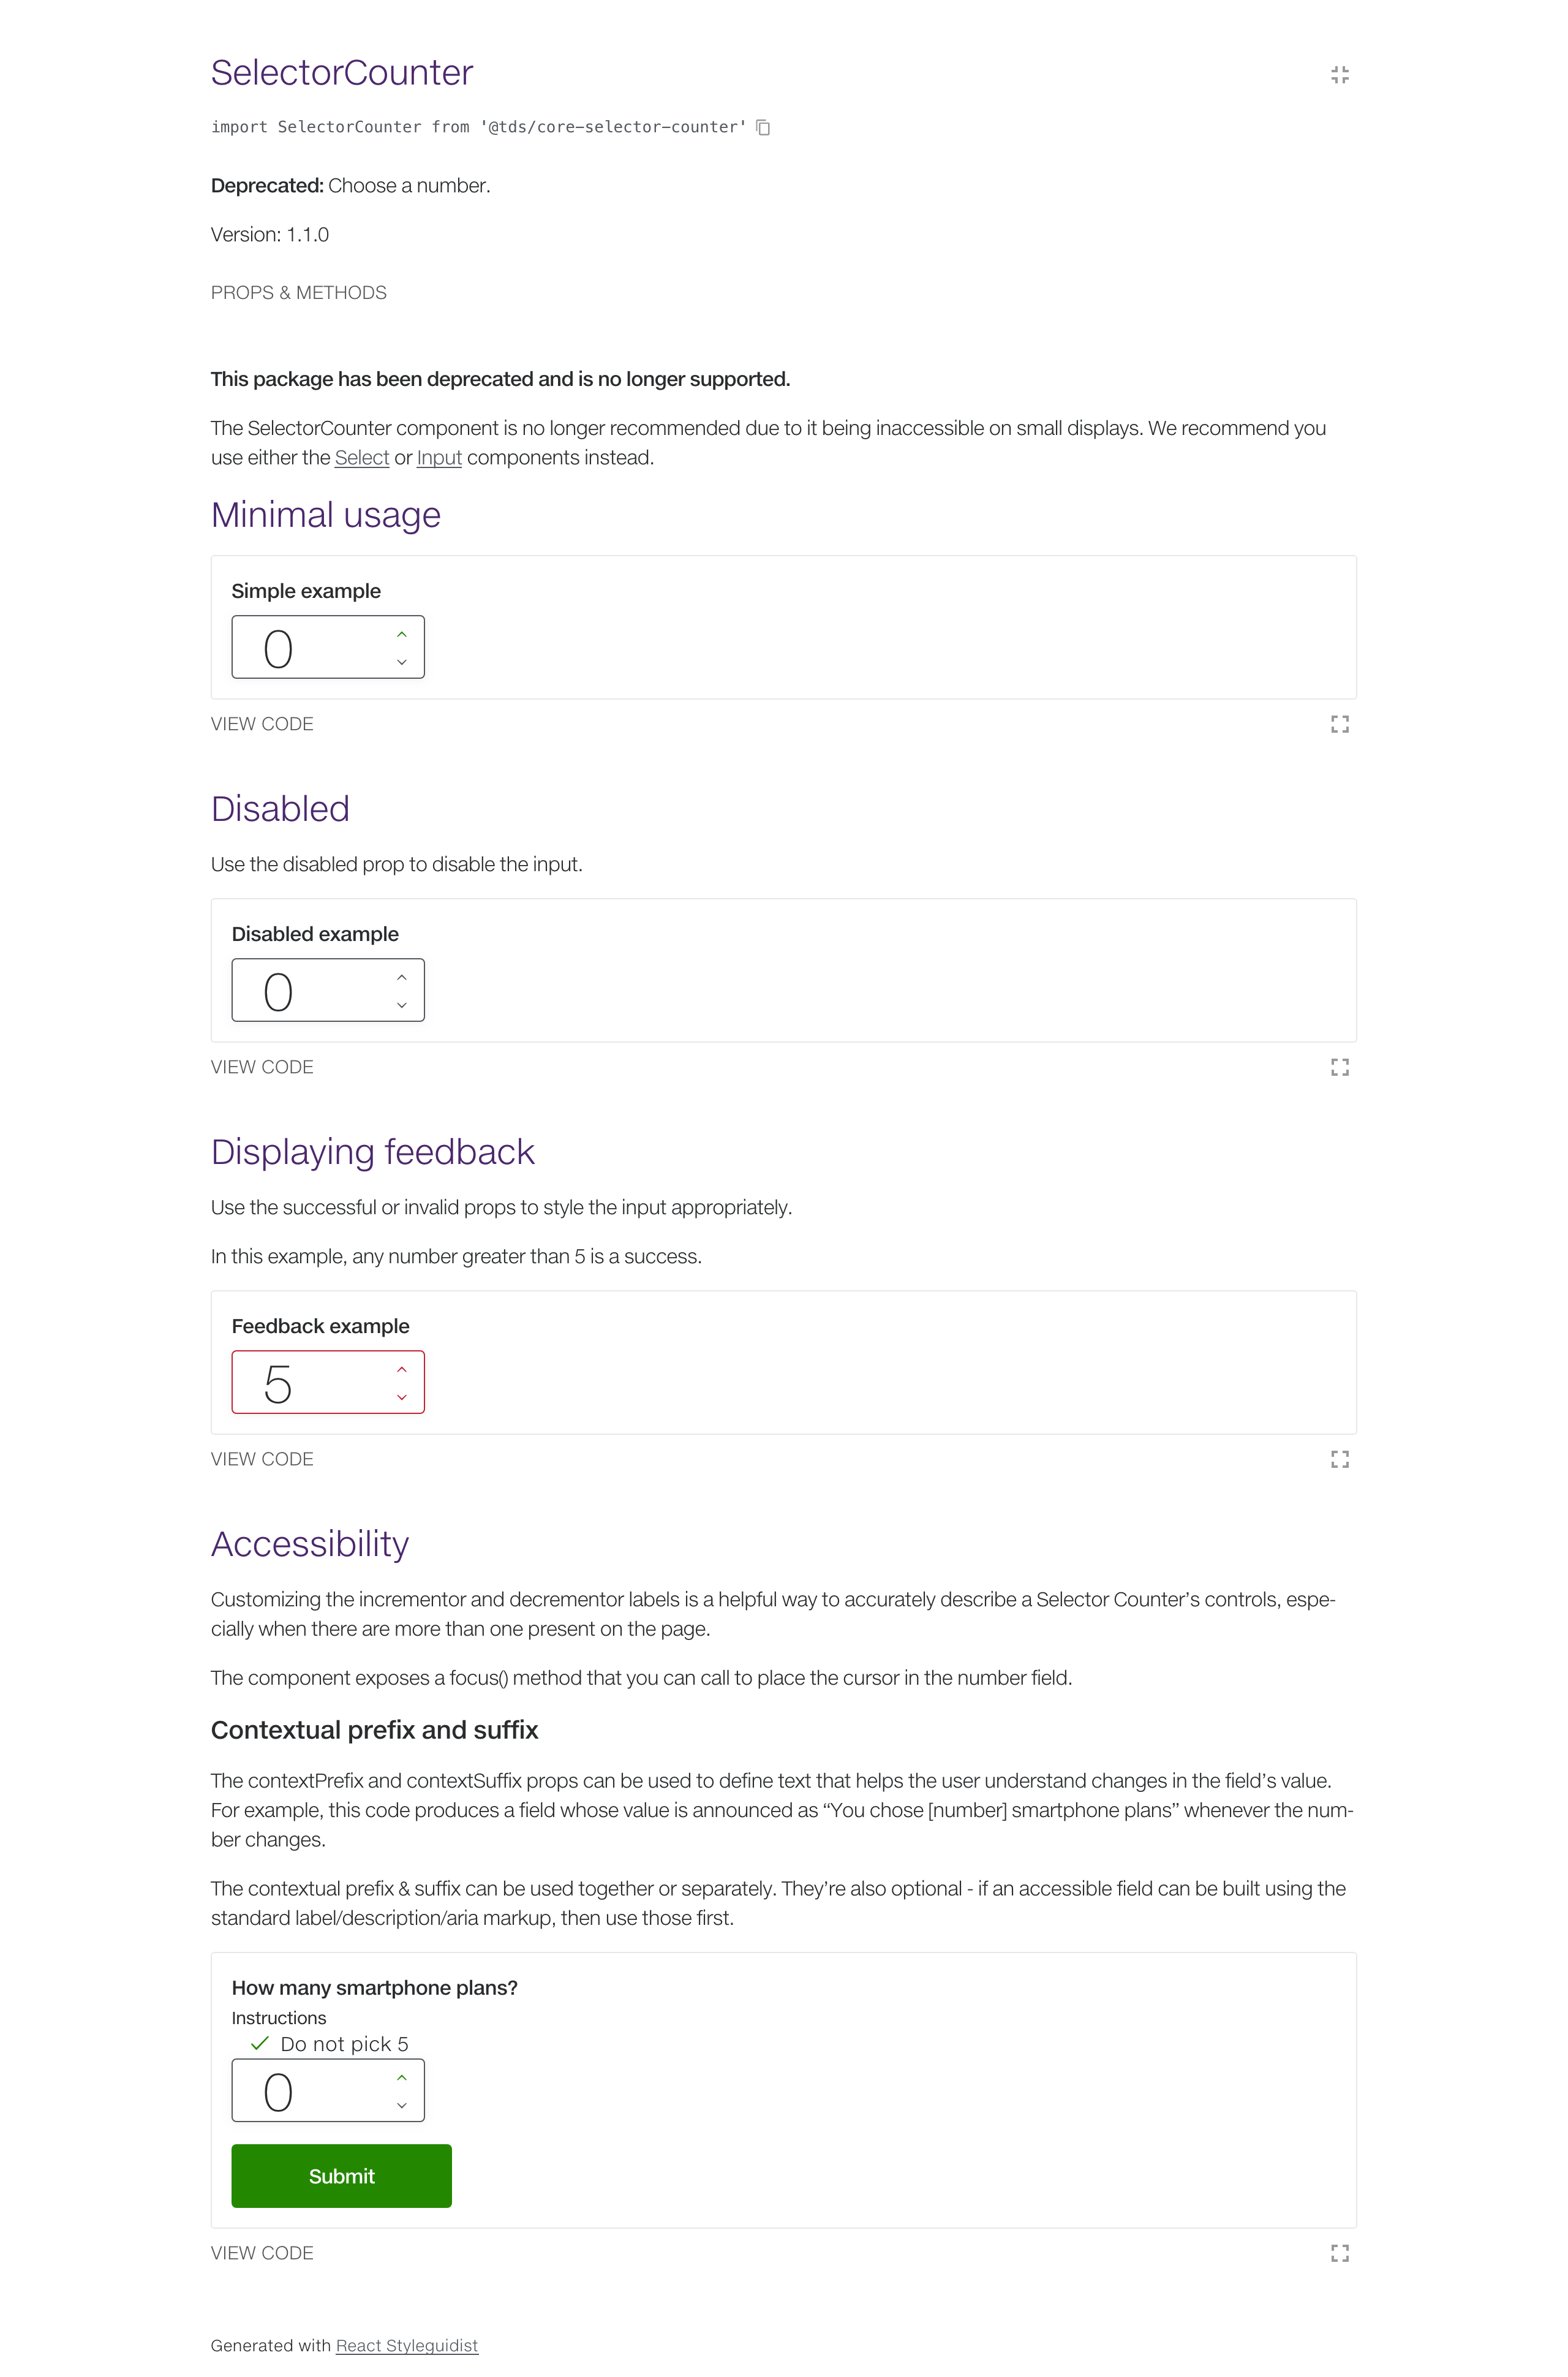 SelectorCounter
import SelectorCounter from '@tds/core-selector-counter'
Deprecated: Choose a number.
Version: 1.1.0
PROPS & METHODS
This package has been deprecated and is no longer supported.
The SelectorCounter component is no longer recommended due to it being inaccessible on small displays. We recommend you
use either the Select or Input components instead.
Minimal usage
Simple example
0
VIEW CODE
Disabled
Use the disabled prop to disable the input.
Disabled example
0
VIEW CODE
Displaying feedback
Use the successful or invalid props to style the input appropriately.
In this example, any number greater than 5 is a success.
Feedback example
5
VIEW CODE
Accessibility
Customizing the incrementor and decrementor labels is a helpful way to accurately describe a Selector Counter’s controls, espe-
cially when there are more than one present on the page.
The component exposes a focus() method that you can call to place the cursor in the number field.
Contextual prefix and suffix
The contextPrefix and contextSuffix props can be used to define text that helps the user understand changes in the field’s value.
For example, this code produces a field whose value is announced as “You chose [number] smartphone plans” whenever the num-
ber changes.
The contextual prefix & suffix can be used together or separately. They’re also optional - if an accessible field can be built using the
standard label/description/aria markup, then use those first.
How many smartphone plans?
Instructions
Do not pick 5
0
Submit
VIEW CODE
Generated with React Styleguidist